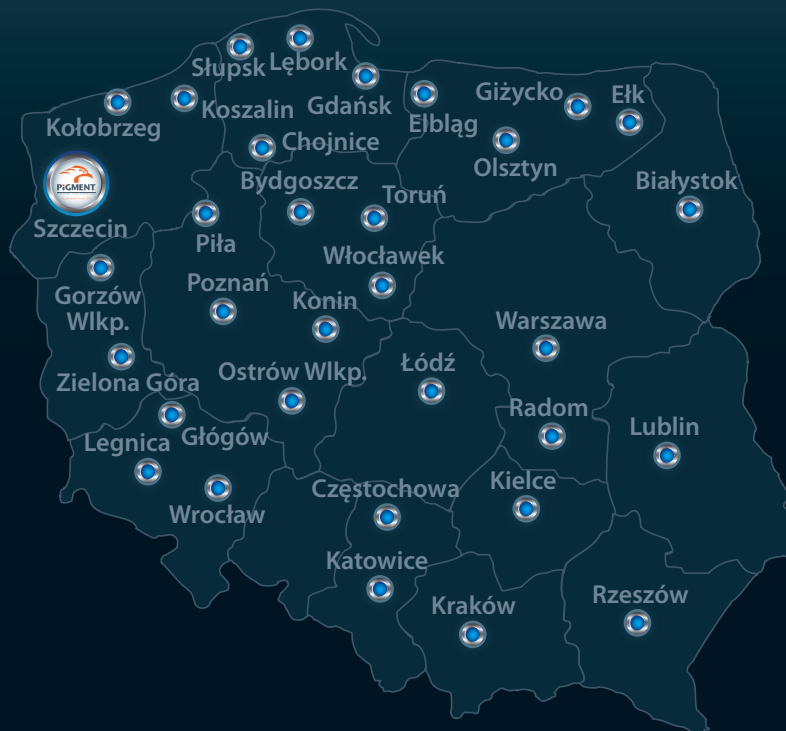 Słupsk
Lębork
Kołobrzeg
Koszalin
Gdańsk
Elbląg
Giżycko
Ełk
Chojnice
Olsztyn
PiGMENT
Szczecin
Bydgoszcz
Toruń
Białystok
Piła
Włocławek
Gorzów
Wlkp.
Poznań
Konin
Warszawa
Zielona Góra
Ostrów Wlkp.
Łódź
Radom
Lublin
Głógów
Legnica
Wrocław
Częstochowa
Kielce
Katowice
Kraków
Rzeszów